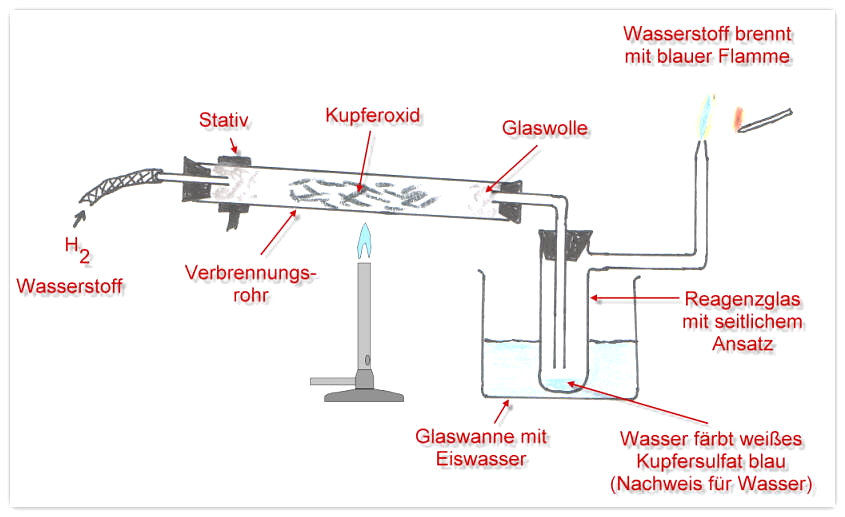 Wasserstoff brennt
mit blauer Flamme
Stativ
Kupferoxid
Glaswolle
H2
Wasserstoff
Verbrennungs-
rohr
Reagenzglas
mit seitlichem
Ansatz
Glaswanne mit
Eiswasser
Wasser färbt weißes
Kupfersulfat blau
(Nachweis für Wasser)